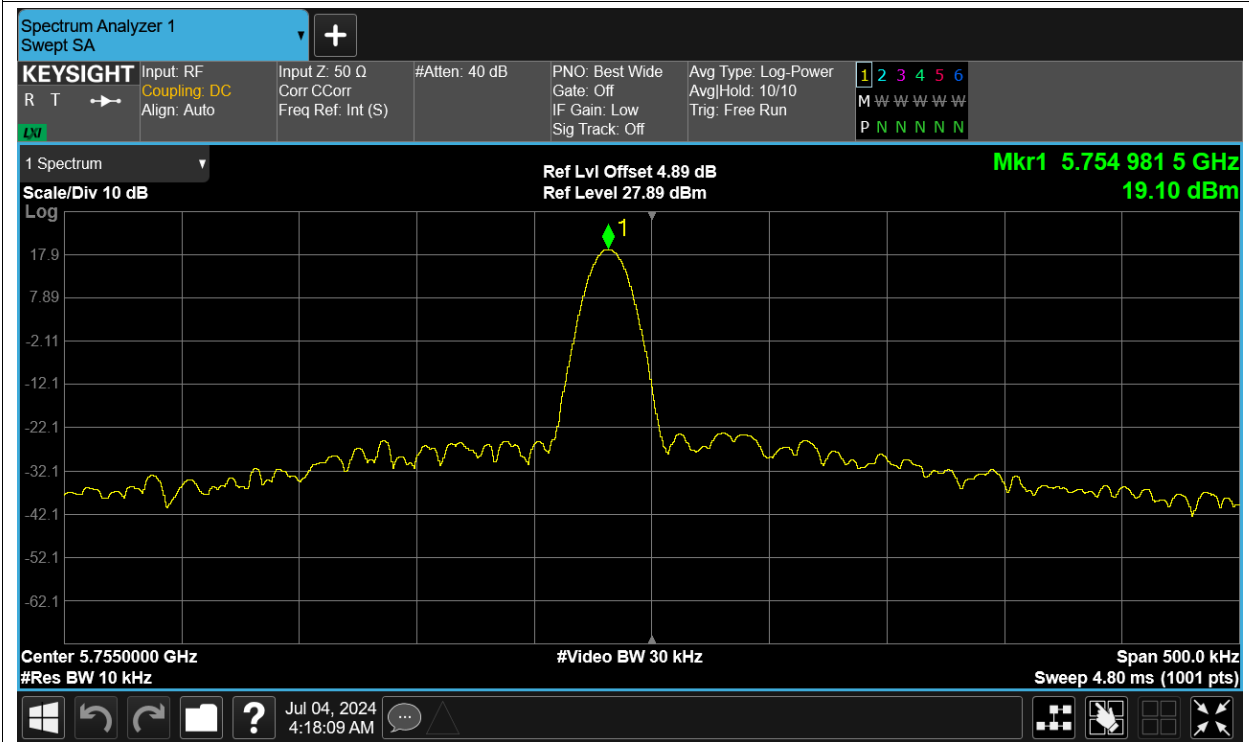 Spectrum Analyzer 1
Swept SA
KEYSIGHT
R T
LXI
Input: RF
Coupling: DC
Align: Auto
Input Z: 50 Ω
Corr CCorr
Freq Ref: Int (S)
#Atten: 40 dB
PNO: Best Wide
Gate: Off
IF Gain: Low
Sig Track: Off
Avg Type: Log-Power
Avg|Hold: 10/10
Trig: Free Run
1 2 3 4 5 6
M W W W W W
P N N N N N
1 Spectrum
Scale/Div 10 dB
Ref Lvl Offset 4.89 dB
Ref Level 27.89 dBm
Mkr1 5.754 981 5 GHz
19.10 dBm
Log
1
17.9
7.89
-2.11
-12.1
-22.1
-32.1
-42.1
-52.1
-62.1
Center 5.7550000 GHz
#Video BW 30 kHz
Span 500.0 kHz
#Res BW 10 kHz
Sweep 4.80 ms (1001 pts)
?
Jul 04, 2024
4:18:09 AM